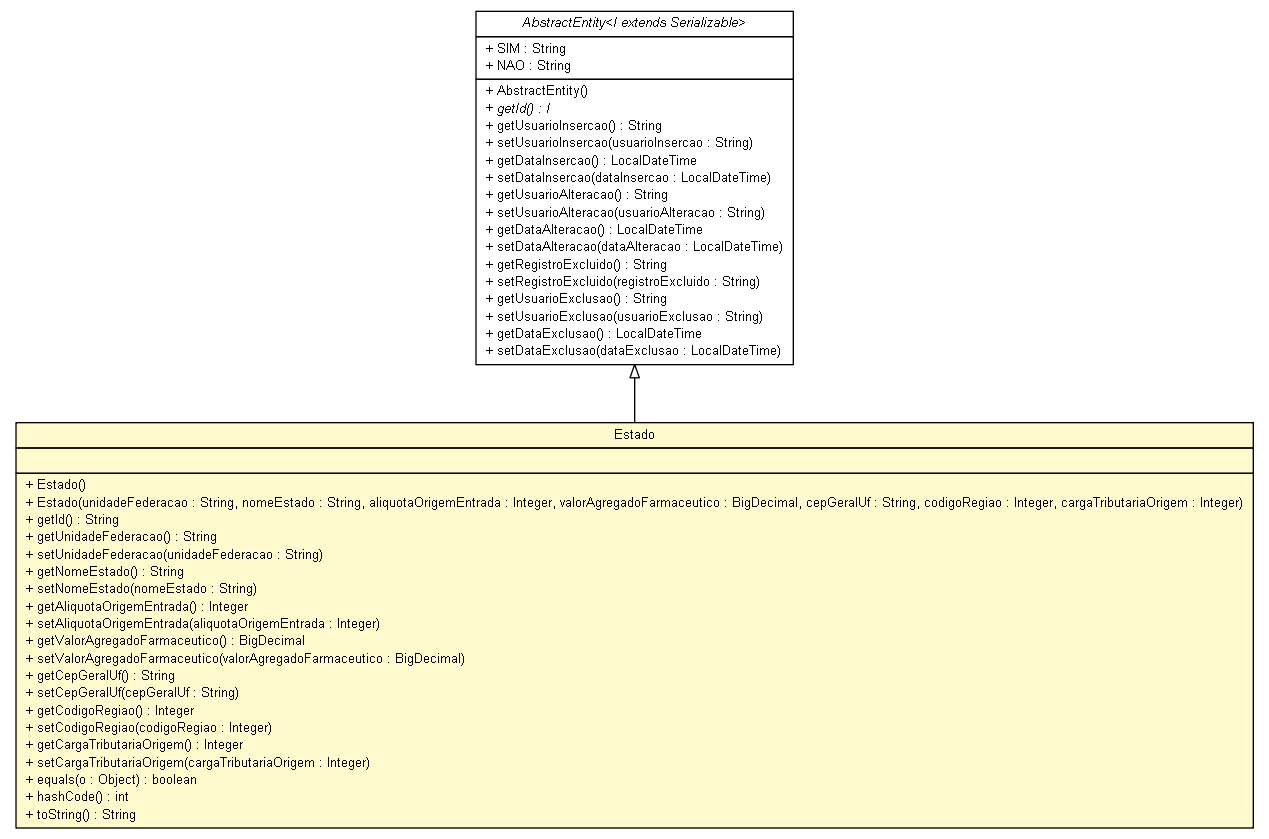 AbstractEntity<I extends Serializable>
+ SIM : String
+ NAO : String
+ AbstractEntity()
+ getId() : I
+ getUsuarioInsercao() : String
+ setUsuarioInsercao(usuarioInsercao : String)
+ getDataInsercao() : LocalDateTime
+ setDataInsercao(dataInsercao : LocalDateTime)
+ getUsuarioAlteracao() : String
+ setUsuarioAlteracao(usuarioAlteracao : String)
+ getDataAlteracao() : LocalDateTime
+ setDataAlteracao(dataAlteracao : LocalDateTime)
+ getRegistroExcluido() : String
+ setRegistroExcluido(registroExcluido : String)
+ getUsuarioExclusao() : String
+ setUsuarioExclusao(usuarioExclusao : String)
+ getDataExclusao() : LocalDateTime
+ setDataExclusao(dataExclusao : LocalDateTime)
Estado
+ Estado()
+ Estado(unidadeFederacao : String, nomeEstado : String, aliquotaOrigemEntrada : Integer, valorAgregadoFarmaceutico : BigDecimal, cepGeralUf : String, codigoRegiao : Integer, cargaTributariaOrigem : Integer)
+ getId() : String
+ getUnidadeFederacao() : String
+ setUnidadeFederacao(unidadeFederacao : String)
+ getNomeEstado() : String
+ setNomeEstado(nomeEstado : String)
+ getAliquotaOrigemEntrada() : Integer
+ setAliquotaOrigemEntrada(aliquotaOrigemEntrada : Integer)
+ getValorAgregadoFarmaceutico() : BigDecimal
+ setValorAgregadoFarmaceutico(valorAgregadoFarmaceutico : BigDecimal)
+ getCepGeralUf() : String
+ setCepGeralUf(cepGeralUf : String)
+ getCodigoRegiao() : Integer
+ setCodigoRegiao(codigoRegiao : Integer)
+ getCargaTributariaOrigem() : Integer
+ setCargaTributariaOrigem(cargaTributariaOrigem : Integer)
+ equals(o : Object) : boolean
+ hashCode() : int
+ toString() : String